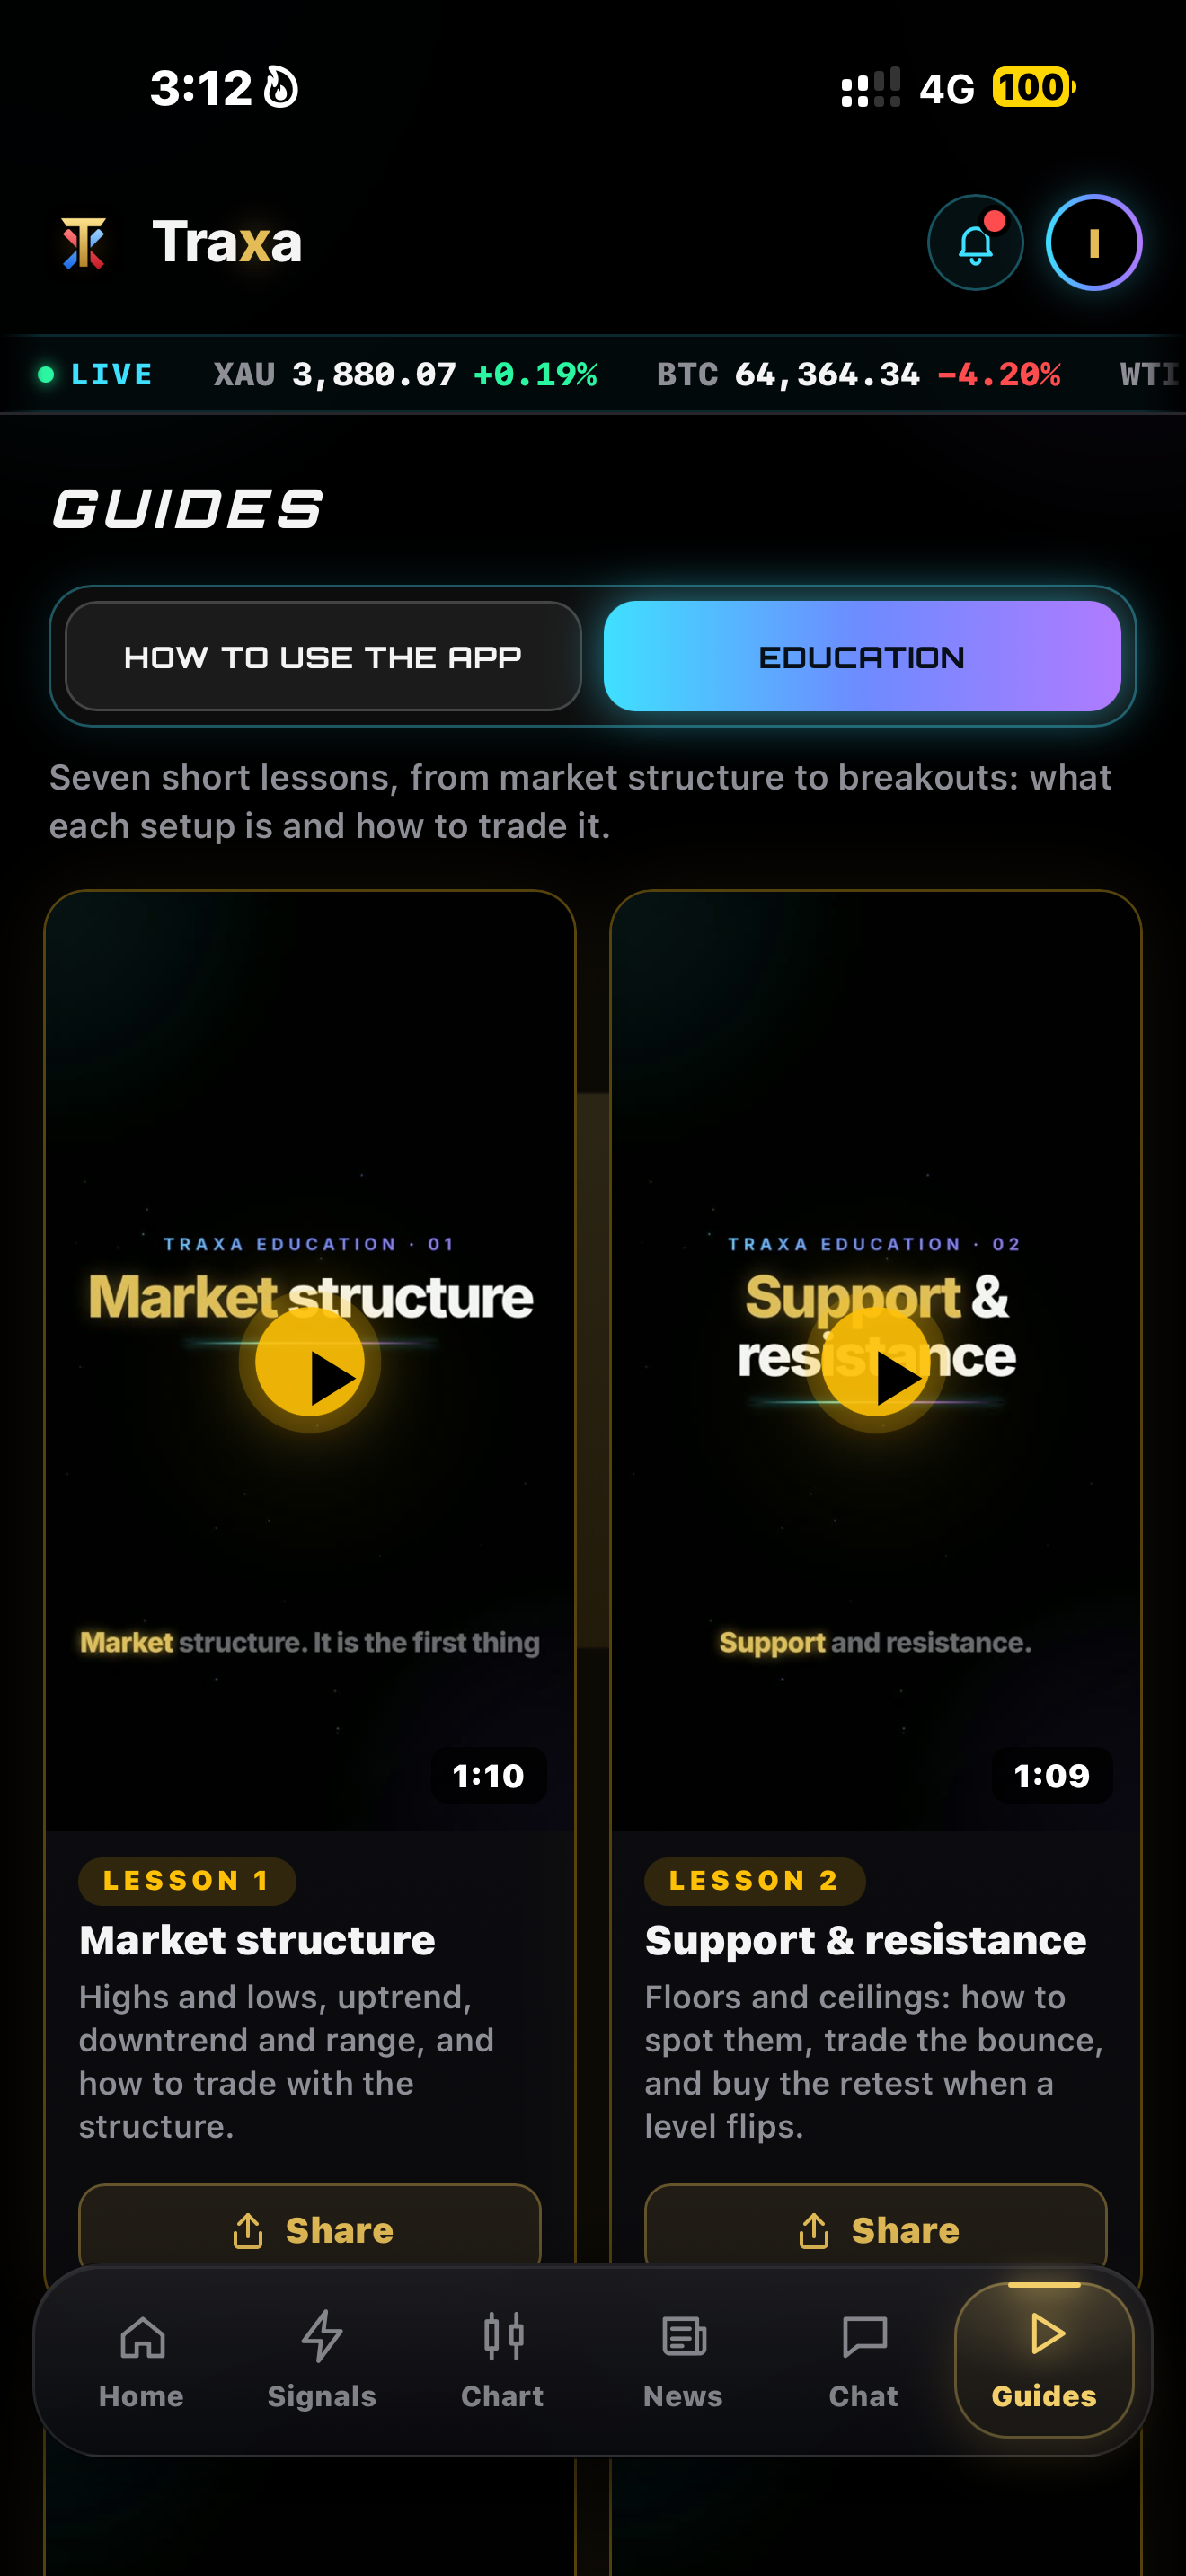 3:12
4G 100
Traxa
I
LIVE XAU 3,880.07 +0.19% BTC 64,364.34 −4.20% WTI
GUIDES
HOW TO USE THE APP
EDUCATION
Seven short lessons, from market structure to breakouts: what
each setup is and how to trade it.
TRAXA EDUCATION · 01
Market structure
Market structure. It is the first thing
1:10
LESSON 1
Market structure
Highs and lows, uptrend,
downtrend and range, and
how to trade with the
structure.
Share
TRAXA EDUCATION · 02
Support &
resistance
Support and resistance.
1:09
LESSON 2
Support & resistance
Floors and ceilings: how to
spot them, trade the bounce,
and buy the retest when a
level flips.
Share
Home
Signals
Chart
News
Chat
Guides